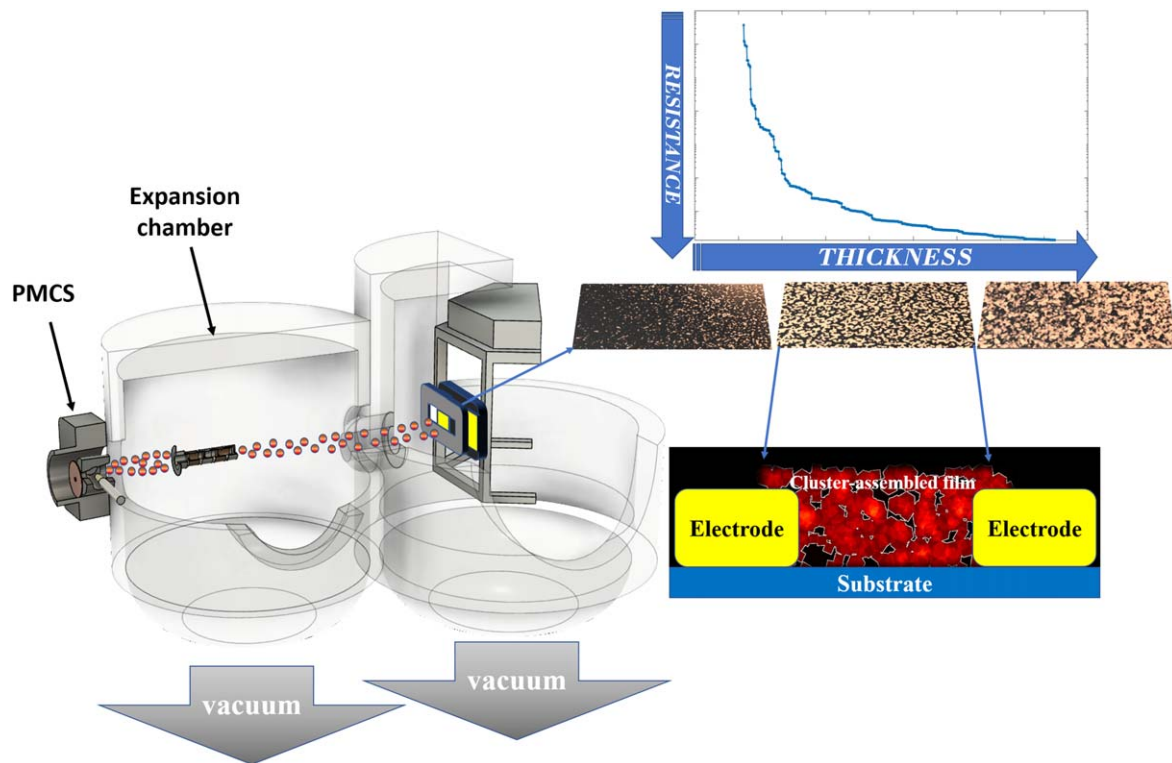 RESISTANCE
THICKNESS
Expansion
chamber
PMCS
Cluster-assembled film
Electrode
Electrode
Substrate
vacuum
vacuum